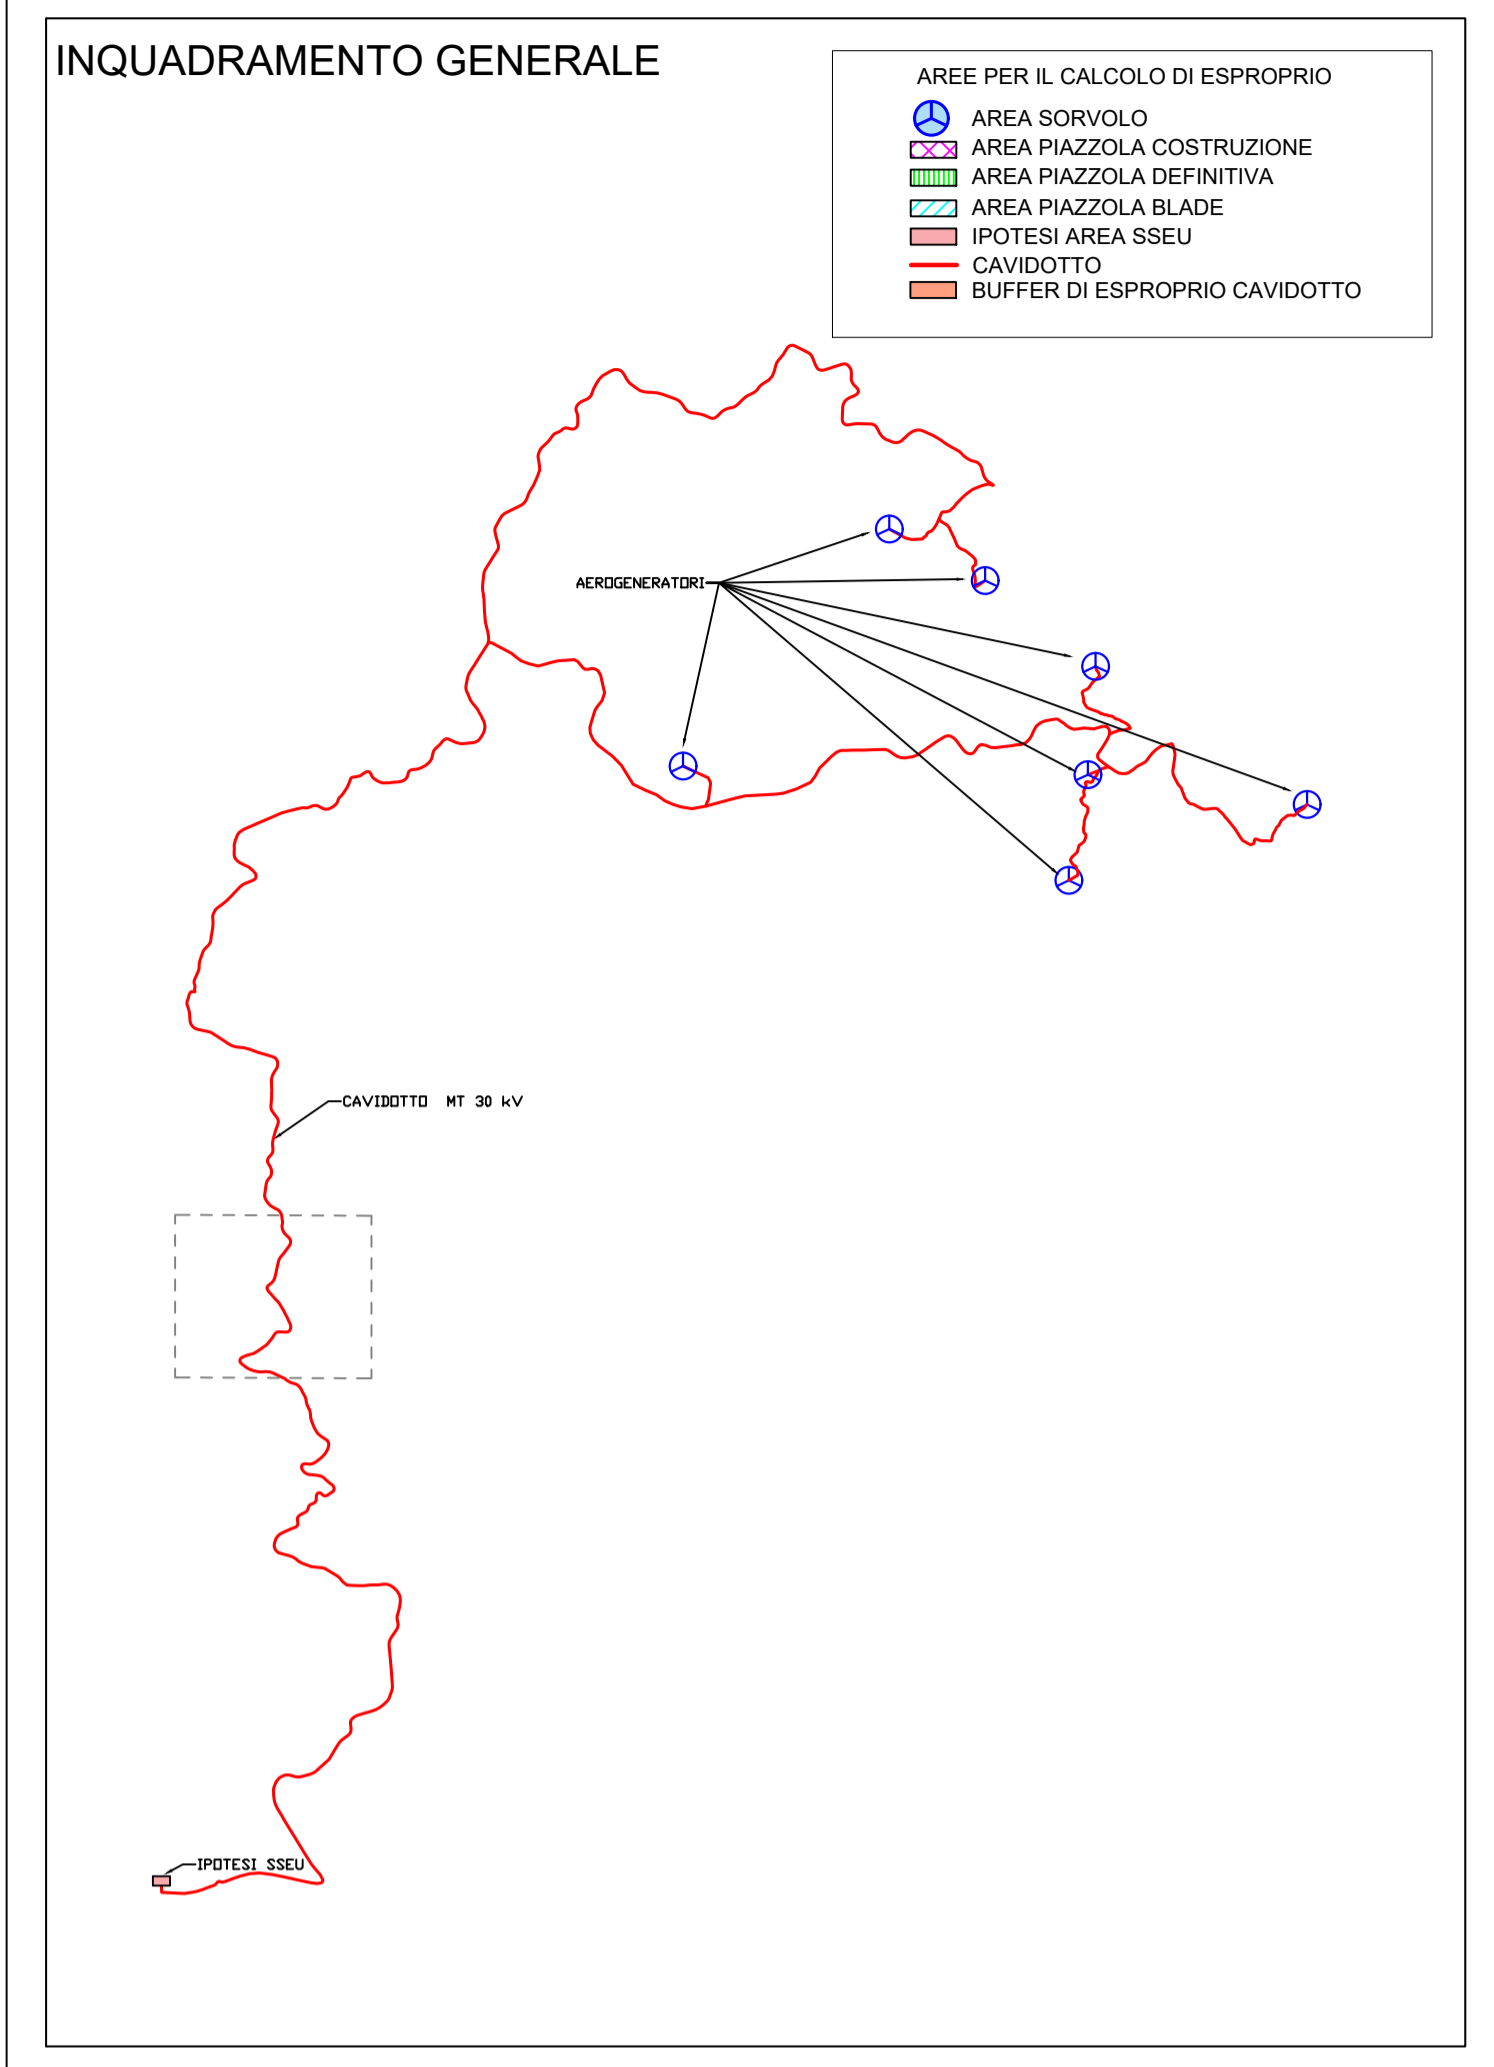 INQUADRAMENTO GENERALE
AREE PER IL CALCOLO DI ESPROPRIO
AREA SORVOLO
AREA PIAZZOLA COSTRUZIONE
AREA PIAZZOLA DEFINITIVA
AREA PIAZZOLA BLADE
IPOTESI AREA SSEU
CAVIDOTTO
BUFFER DI ESPROPRIO CAVIDOTTO
AEROGENERATORI
CAVIDOTTO MT 30 kV
IPOTESI SSEU